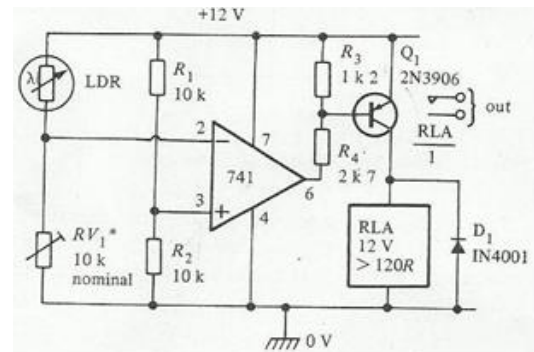 +12 V
λ
LDR
R1
10 k
R3
1 k 2
Q1
2N3906
out
RLA
1
2
7
741
3
4
6
R4
2 k 7
RV1*
10 k
nominal
R2
10 k
RLA
12 V
> 120R
D1
IN4001
0 V